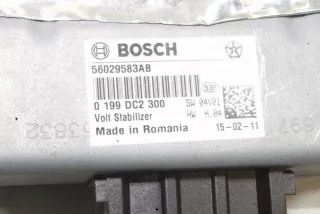 BOSCH
56029583AB
0 199 DC2 300
SW 04V01
Volt Stabilizer
HW H.04
Made in Romania
15-02-11